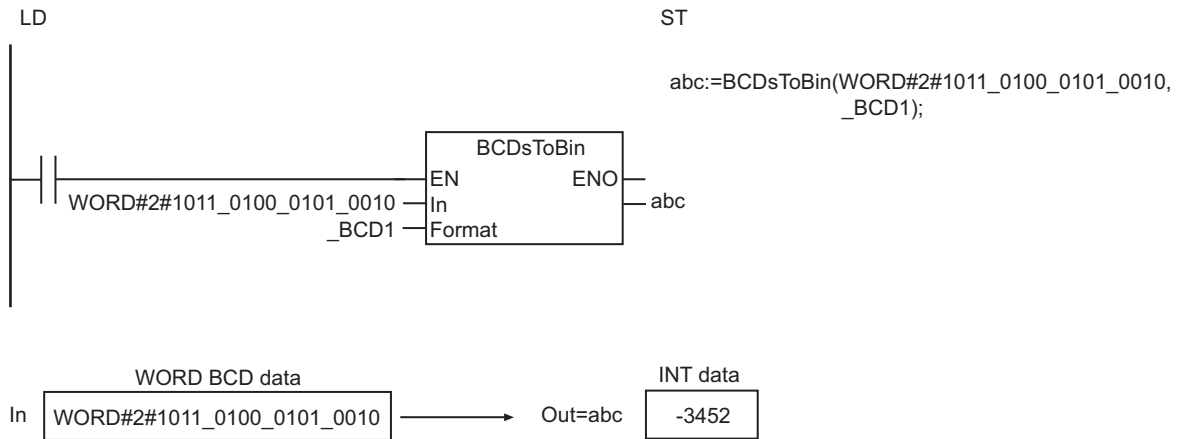 LD
ST
abc:=BCDsToBin(WORD#2#1011_0100_0101_0010,
_BCD1);
BCDsToBin
EN ENO
WORD#2#1011_0100_0101_0010 In abc
_BCD1 Format
WORD BCD data
INT data
In WORD#2#1011_0100_0101_0010 Out=abc -3452